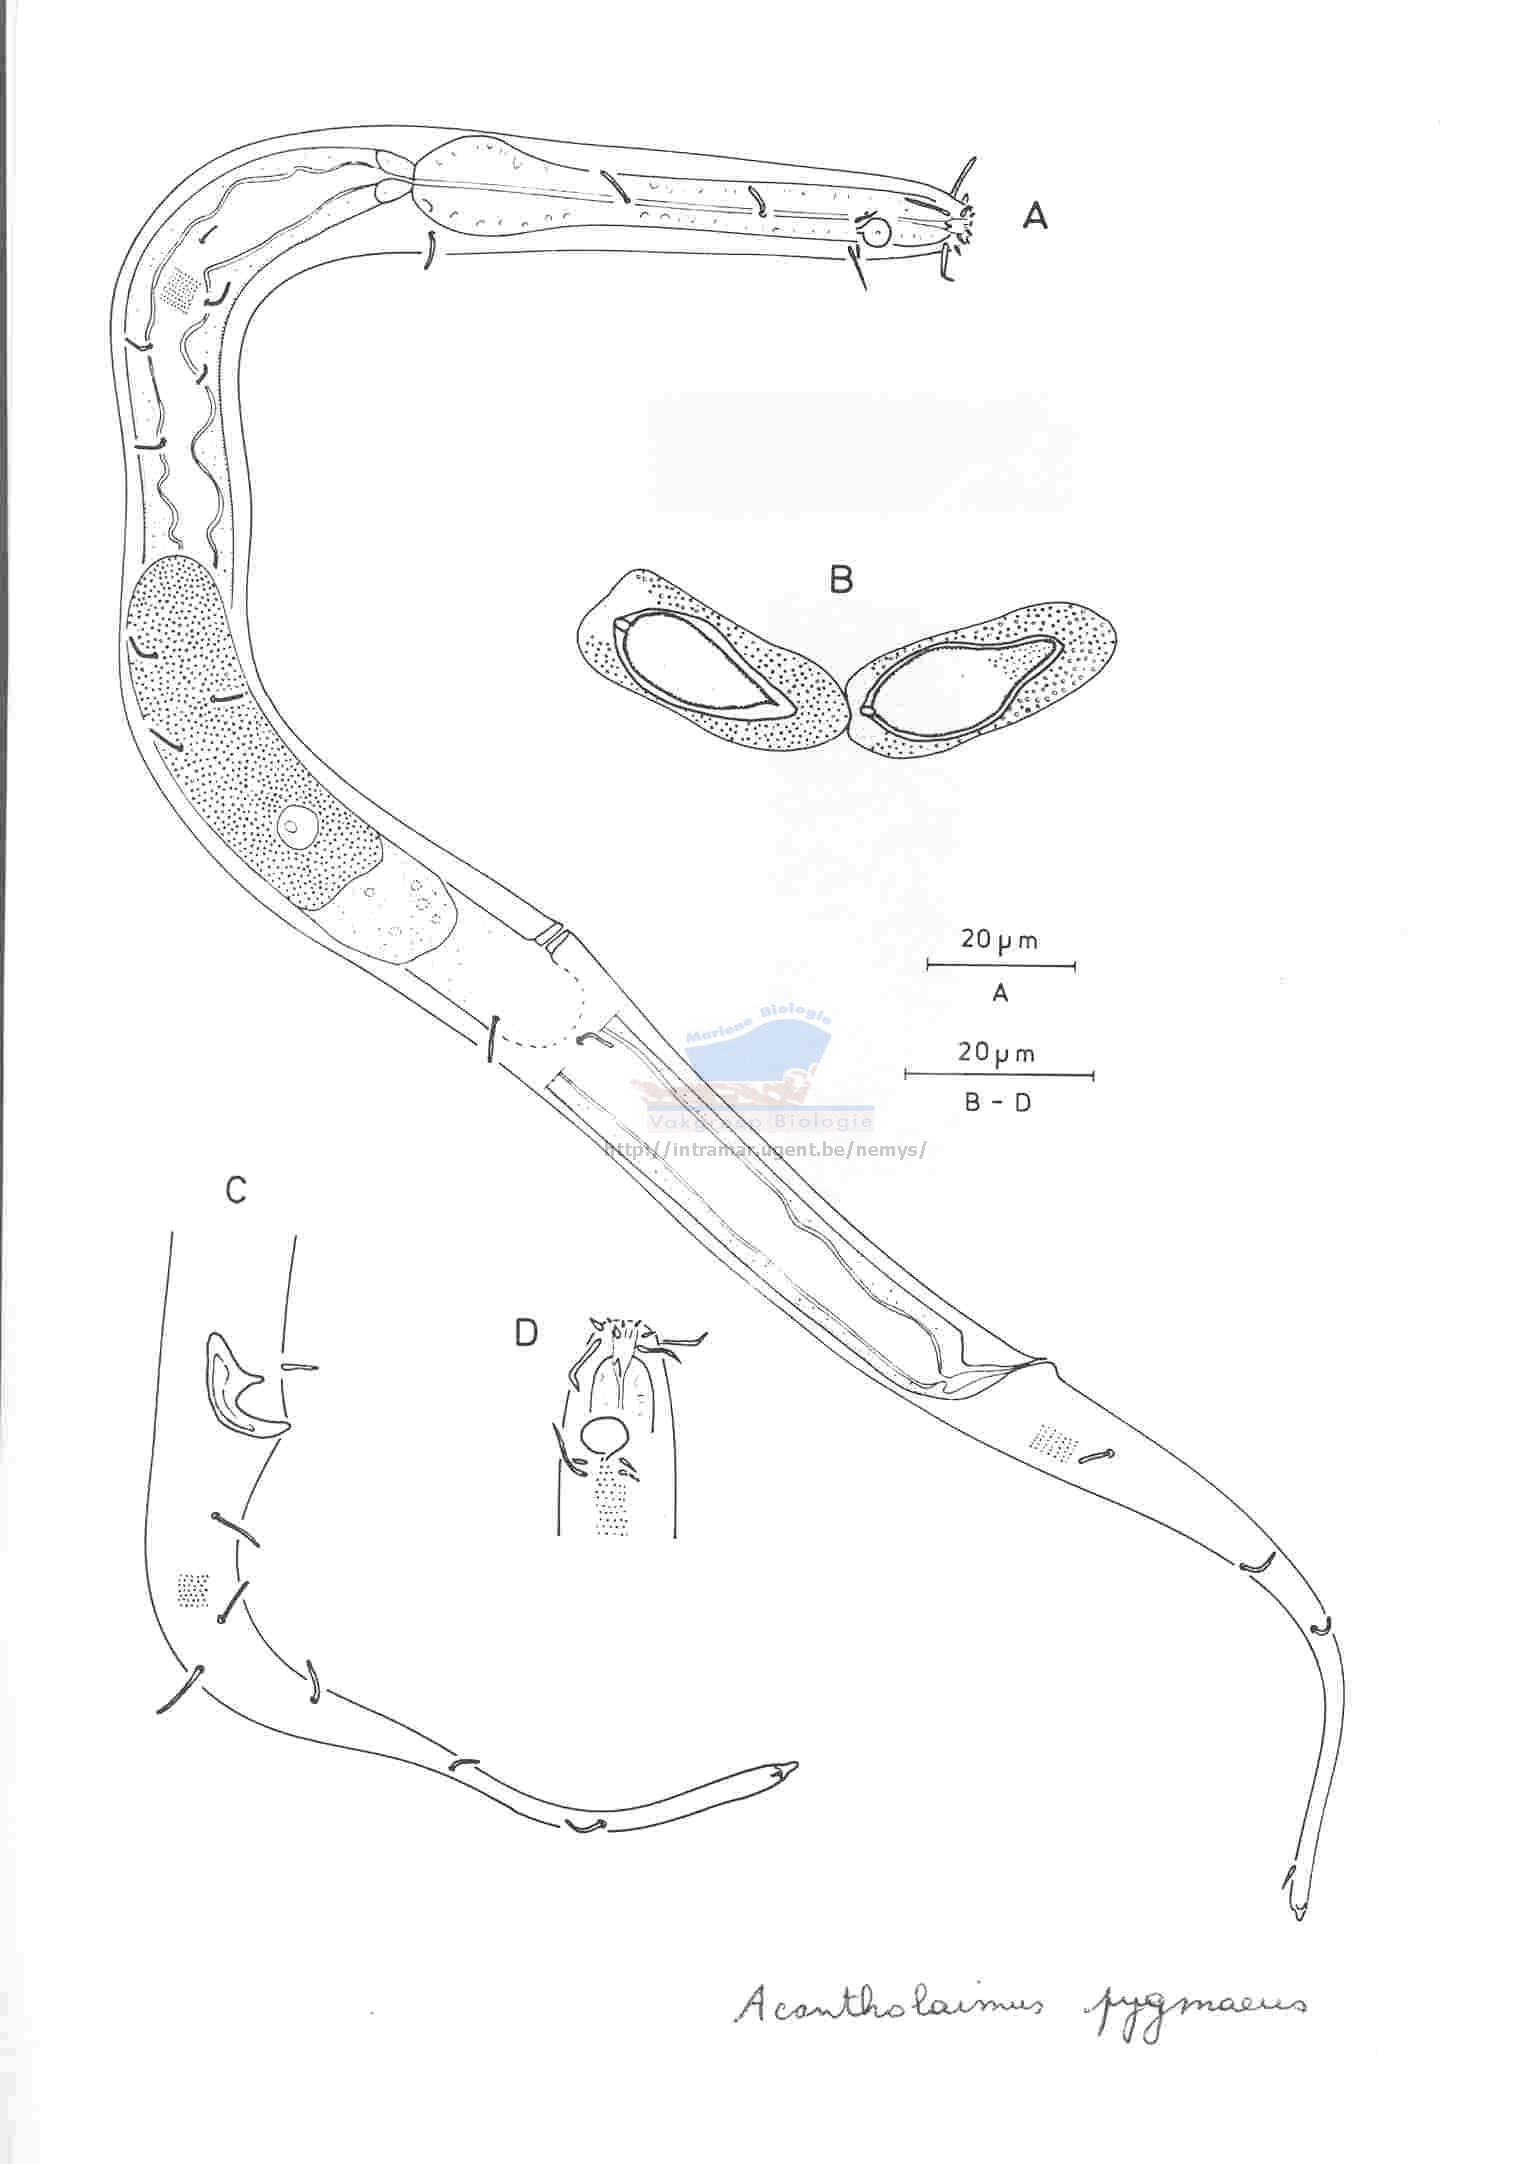 A
B
20 µm
A
20 µm
B - D
Mariene Biologie
Vakgroep Biologie
http://intramar.ugent.be/nemys/
C
D
Acantholaimus pygmaeus